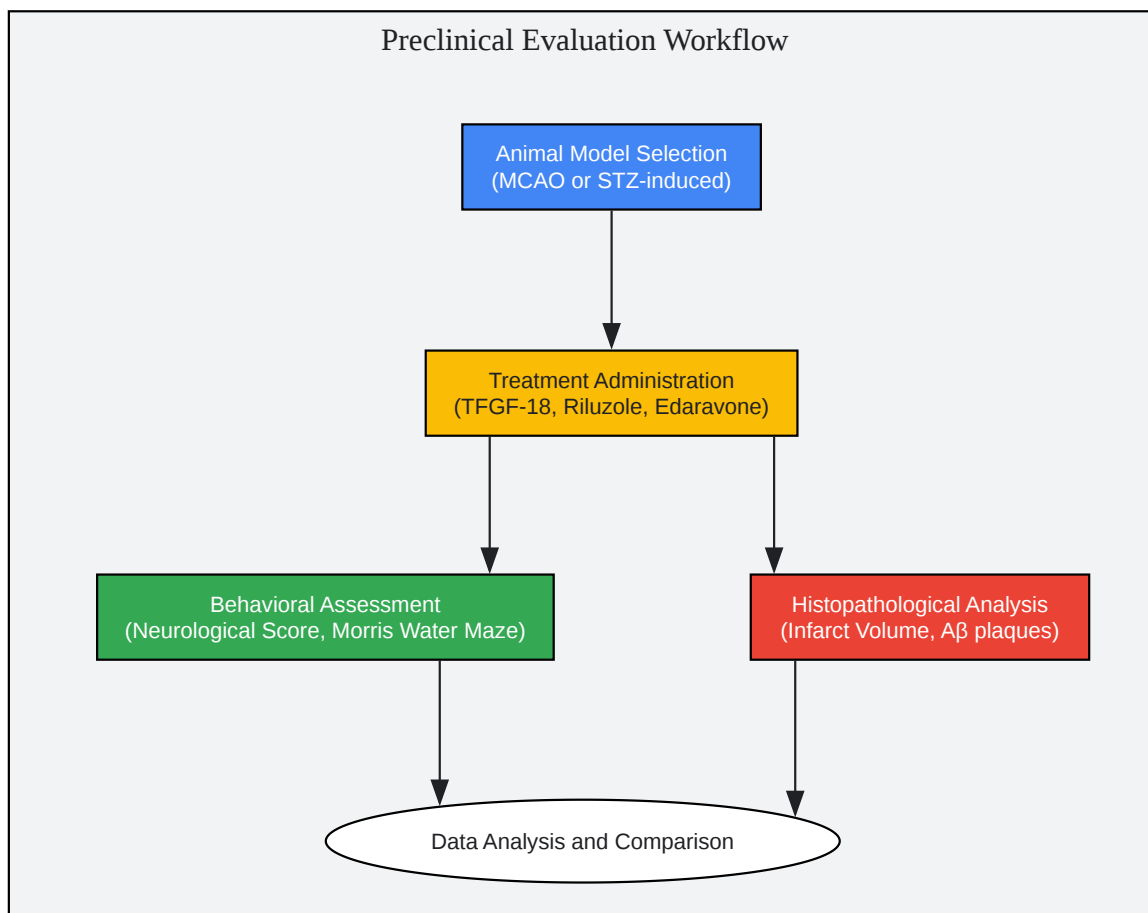 Preclinical Evaluation Workflow
Animal Model Selection
(MCAO or STZ-induced)
Treatment Administration
(TFGF-18, Riluzole, Edaravone)
Behavioral Assessment
(Neurological Score, Morris Water Maze)
Histopathological Analysis
(Infarct Volume, Aβ plaques)
Data Analysis and Comparison